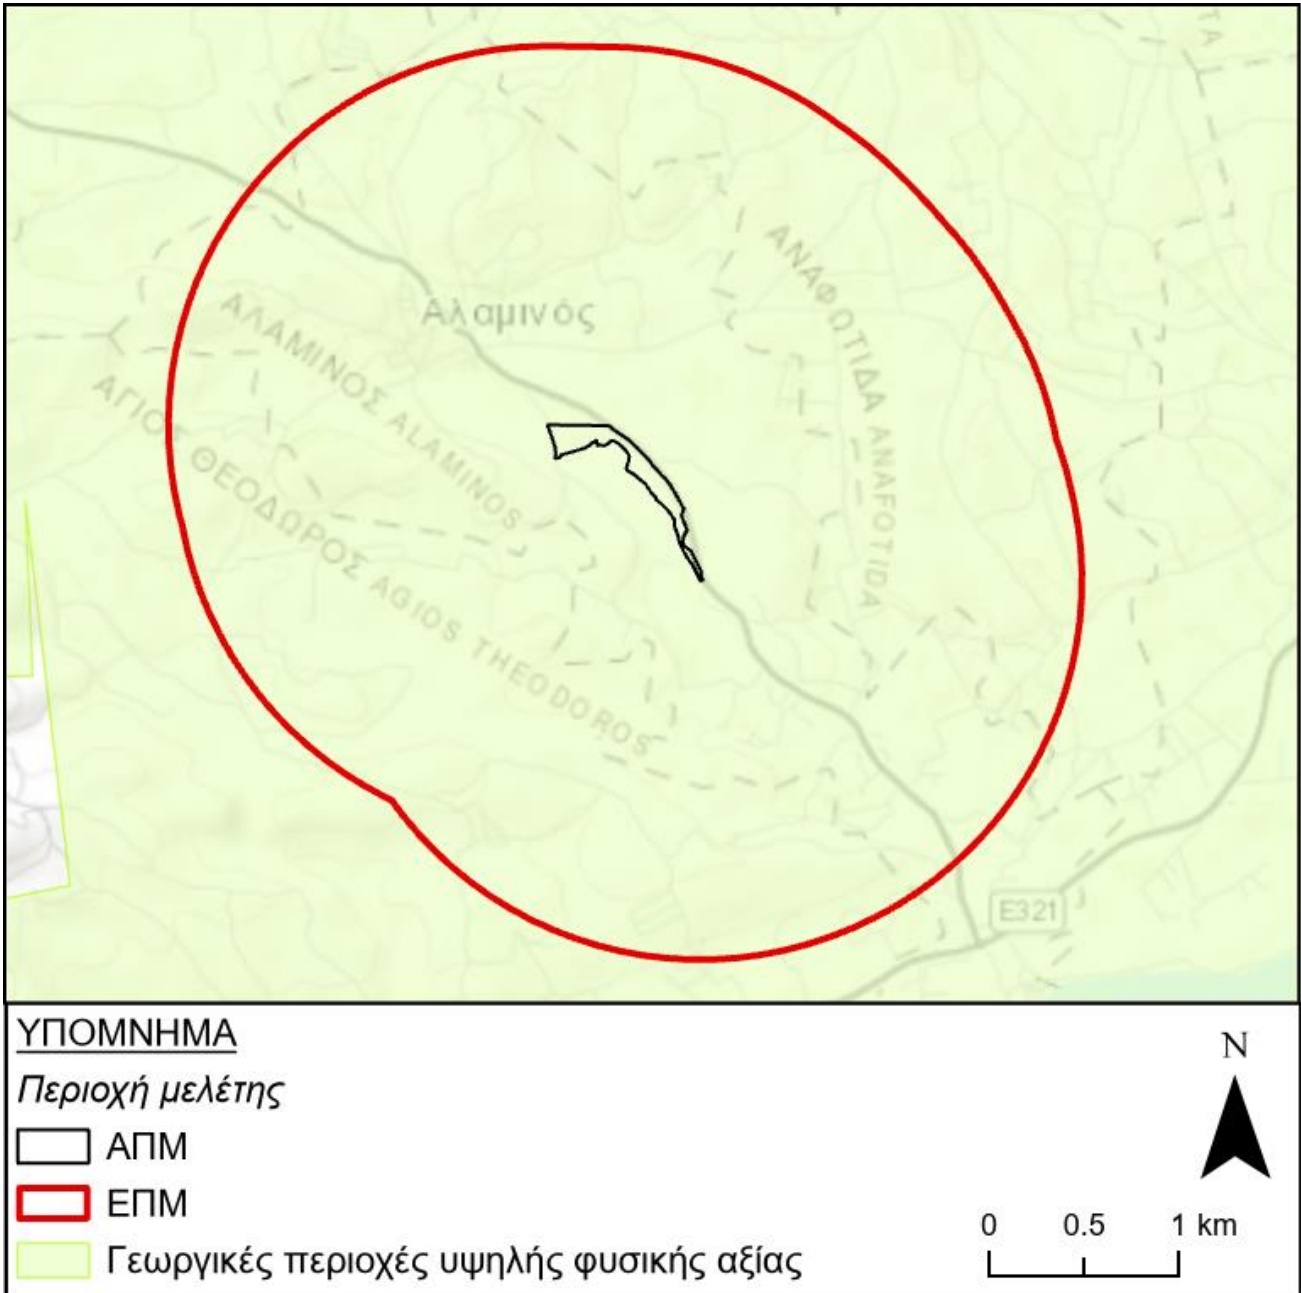 ΤΑ
ΑΝΑΦΩΤΙΔΑ ANAFOTIDA
Αλαμινός
ΑΛΑΜΙΝΟΣ ALAMINOS
ΑΓΙΟΣ ΘΕΟΔΩΡΟΣ AGIOS THEODOROS
E321
ΥΠΟΜΝΗΜΑ
Περιοχή μελέτης
ΑΠΜ
ΕΠΜ
Γεωργικές περιοχές υψηλής φυσικής αξίας
N
0 0.5 1 km